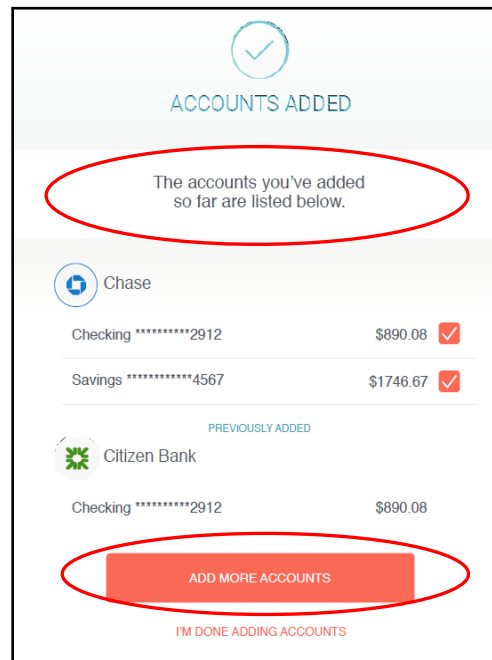 ACCOUNTS ADDED
The accounts you've added
so far are listed below.
Chase
Checking **********2912 $890.08
Savings ************4567 $1746.67
PREVIOUSLY ADDED
Citizen Bank
Checking **********2912 $890.08
ADD MORE ACCOUNTS
I'M DONE ADDING ACCOUNTS